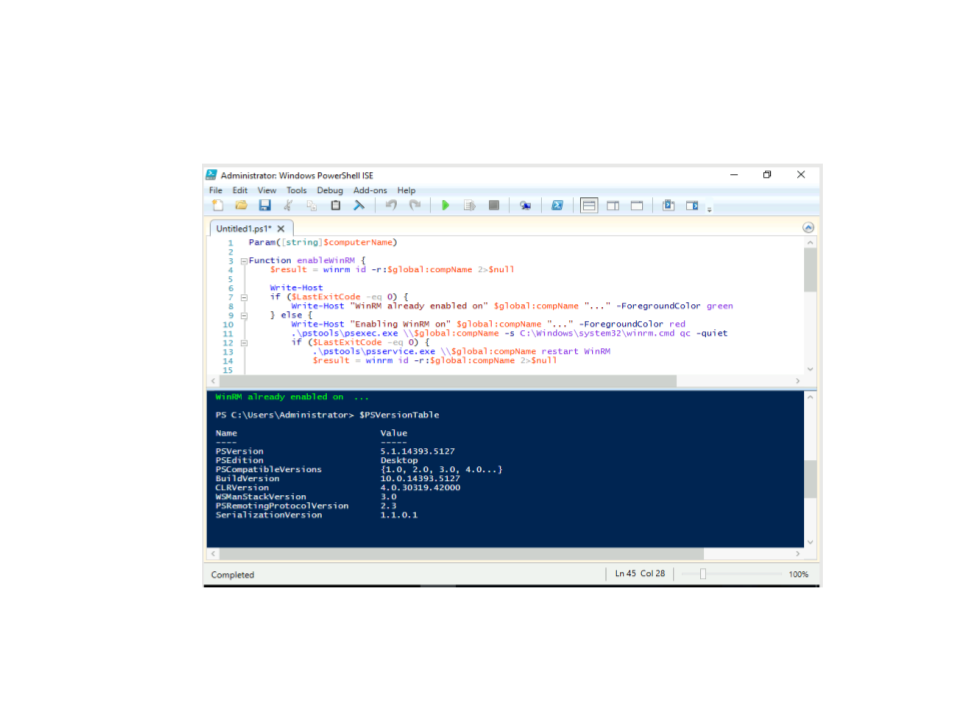 Administrator: Windows PowerShell ISE
File Edit View Tools Debug Add-ons Help
Untitled1.ps1* X
1 Param([string]$computerName)
2
3 Function enableWinRM {
4 $result = winrm id -r:$global:compName 2>$null
5
6 Write-Host
7 if ($LastExitCode -eq 0) {
8 Write-Host "WinRM already enabled on" $global:compName "..." -ForegroundColor green
9 } else {
10 Write-Host "Enabling WinRM on" $global:compName "..." -ForegroundColor red
11 .\pstools\psexec.exe \\$global:compName -s C:\Windows\system32\winrm.cmd qc -quiet
12 if ($LastExitCode -eq 0) {
13 .\pstools\psservice.exe \\$global:compName restart WinRM
14 $result = winrm id -r:$global:compName 2>$null
15
WinRM already enabled on ...
PS C:\Users\Administrator> $PSVersionTable
Name Value
---- -----
PSVersion 5.1.14393.5127
PSEdition Desktop
PSCompatibleVersions {1.0, 2.0, 3.0, 4.0...}
BuildVersion 10.0.14393.5127
CLRVersion 4.0.30319.42000
WSManStackVersion 3.0
PSRemotingProtocolVersion 2.3
SerializationVersion 1.1.0.1
Completed Ln 45 Col 28 100%